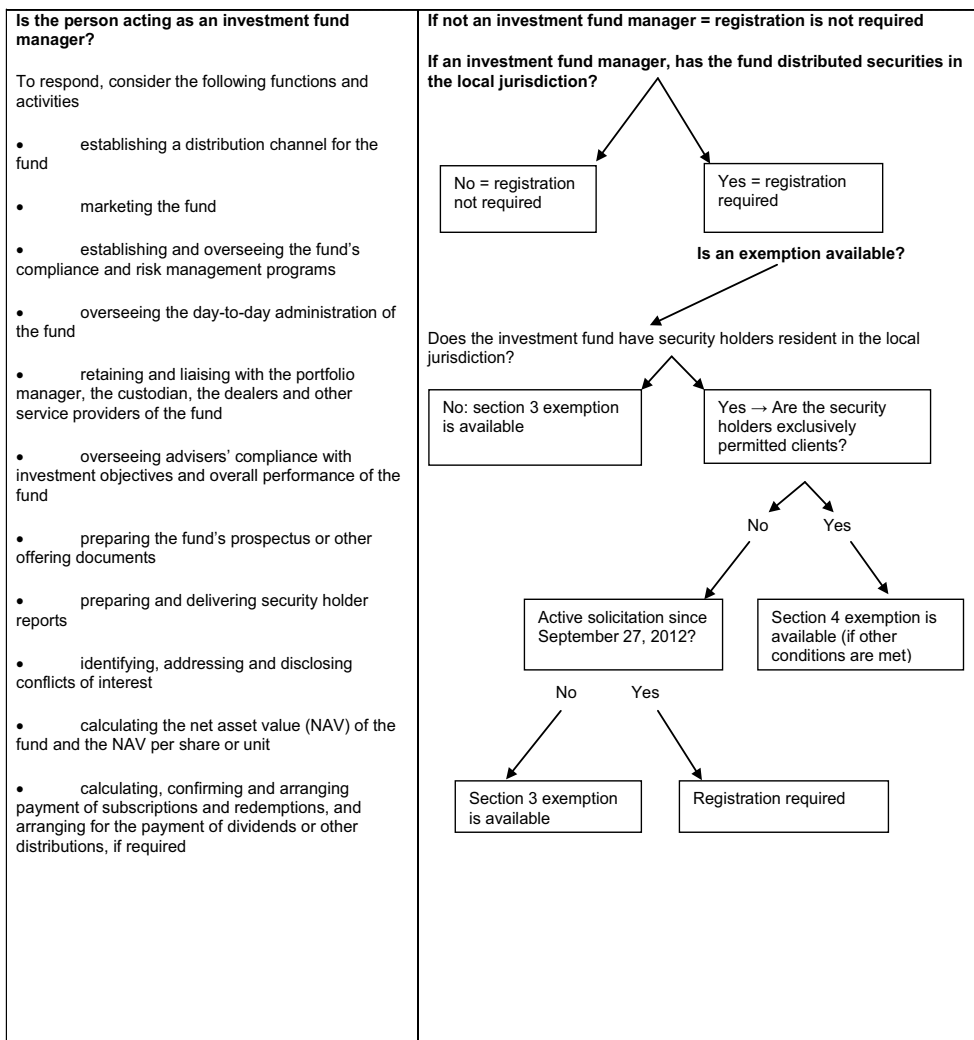 Is the person acting as an investment fund
manager?
To respond, consider the following functions and
activities
• establishing a distribution channel for the
fund
• marketing the fund
• establishing and overseeing the fund's
compliance and risk management programs
• overseeing the day-to-day administration of
the fund
• retaining and liaising with the portfolio
manager, the custodian, the dealers and other
service providers of the fund
• overseeing advisers' compliance with
investment objectives and overall performance of the
fund
• preparing the fund's prospectus or other
offering documents
• preparing and delivering security holder
reports
• identifying, addressing and disclosing
conflicts of interest
• calculating the net asset value (NAV) of the
fund and the NAV per share or unit
• calculating, confirming and arranging
payment of subscriptions and redemptions, and
arranging for the payment of dividends or other
distributions, if required
If not an investment fund manager = registration is not required
If an investment fund manager, has the fund distributed securities in
the local jurisdiction?
No = registration
not required
Yes = registration
required
Is an exemption available?
Does the investment fund have security holders resident in the local
jurisdiction?
No: section 3 exemption
is available
Yes → Are the security
holders exclusively
permitted clients?
No Yes
Active solicitation since
September 27, 2012?
Section 4 exemption is
available (if other
conditions are met)
No Yes
Section 3 exemption
is available
Registration required